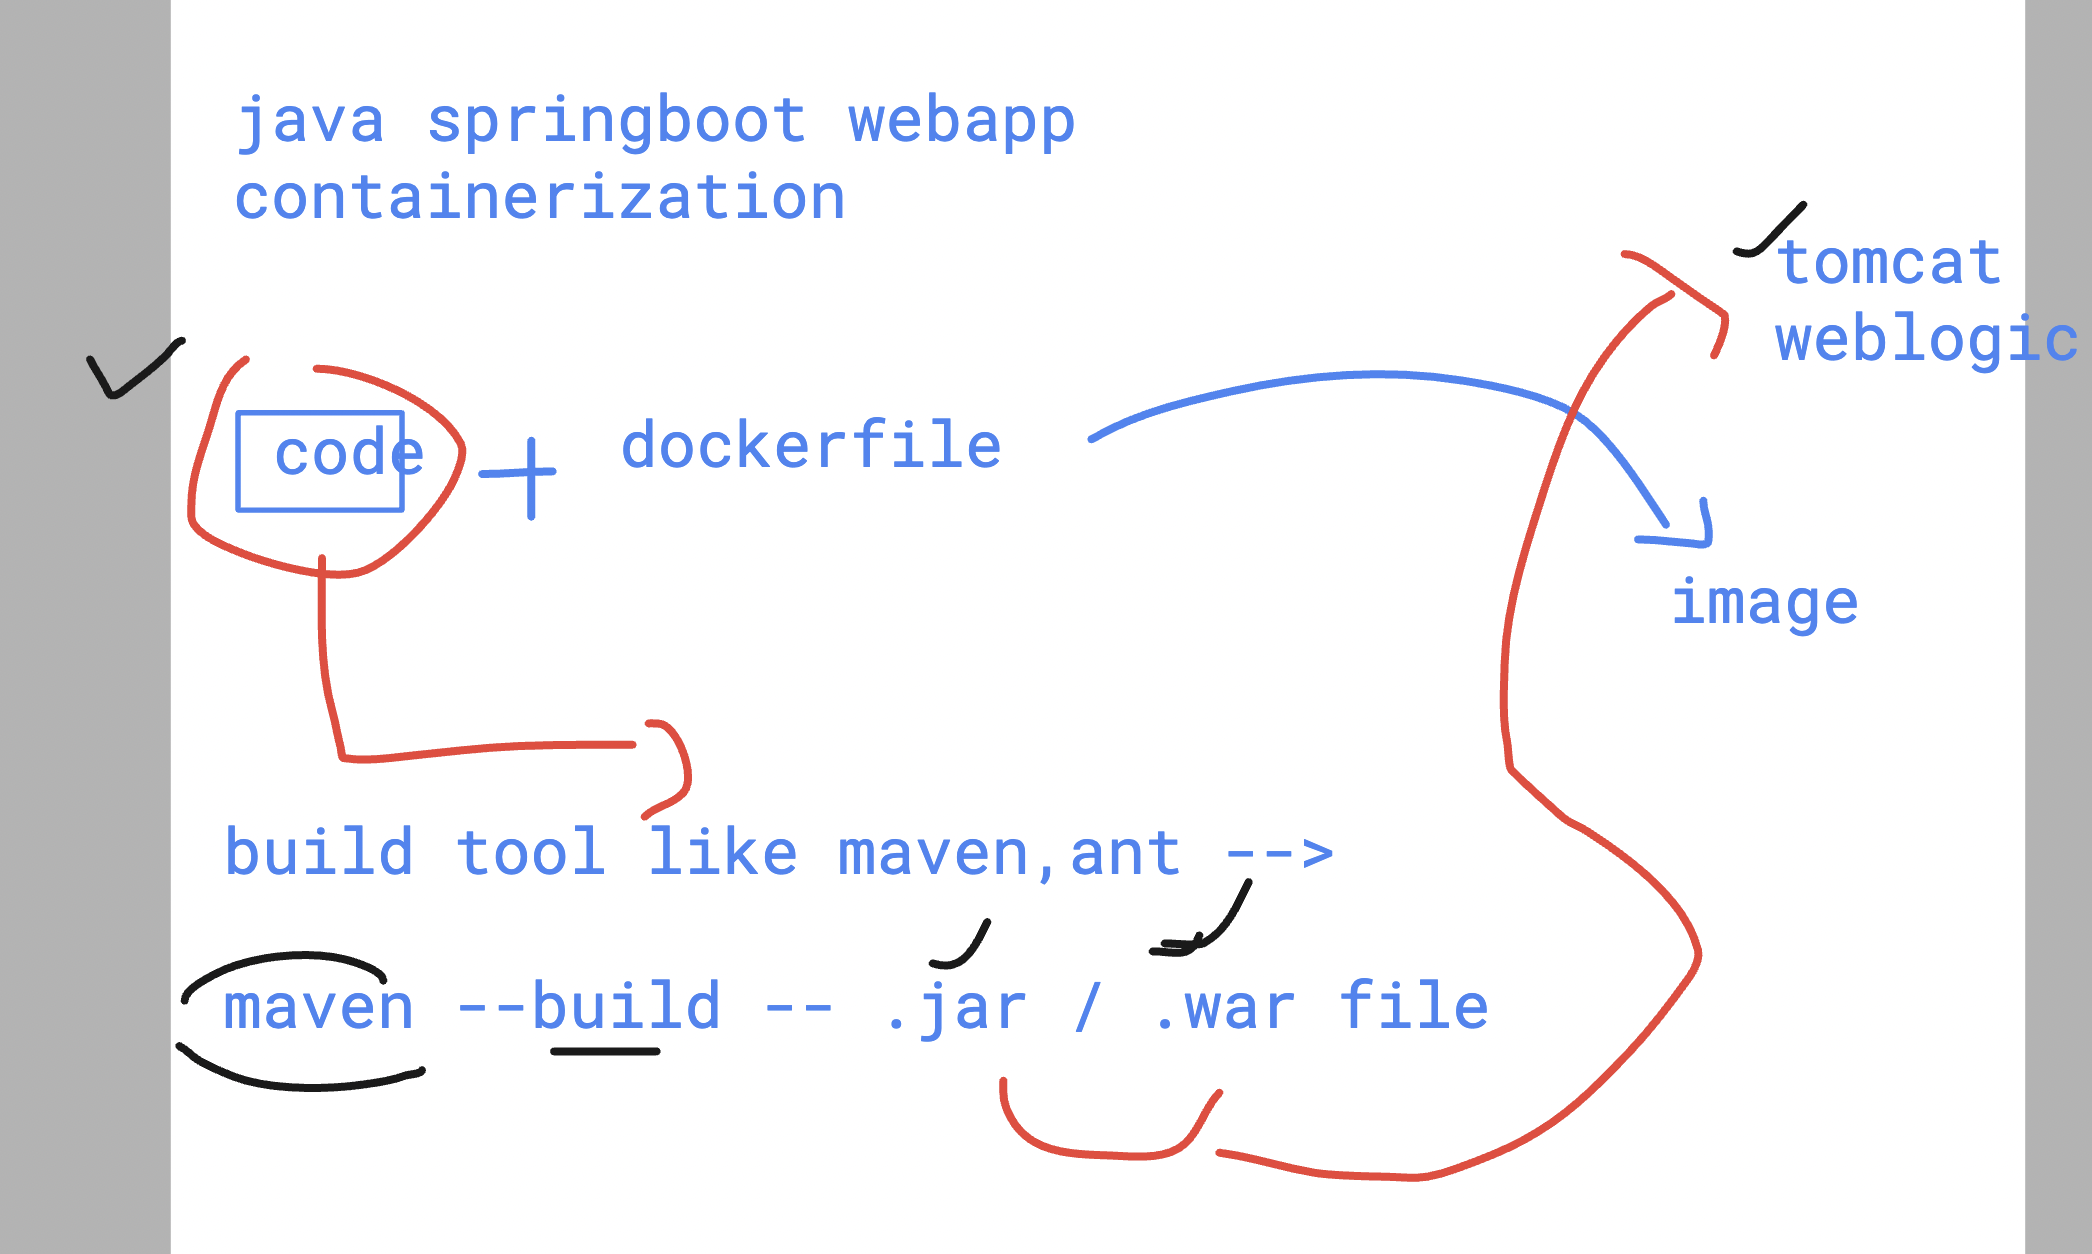 java springboot webapp
containerization
tomcat
weblogic
code
dockerfile
image
build tool like maven,ant -->
maven --build -- .jar / .war file